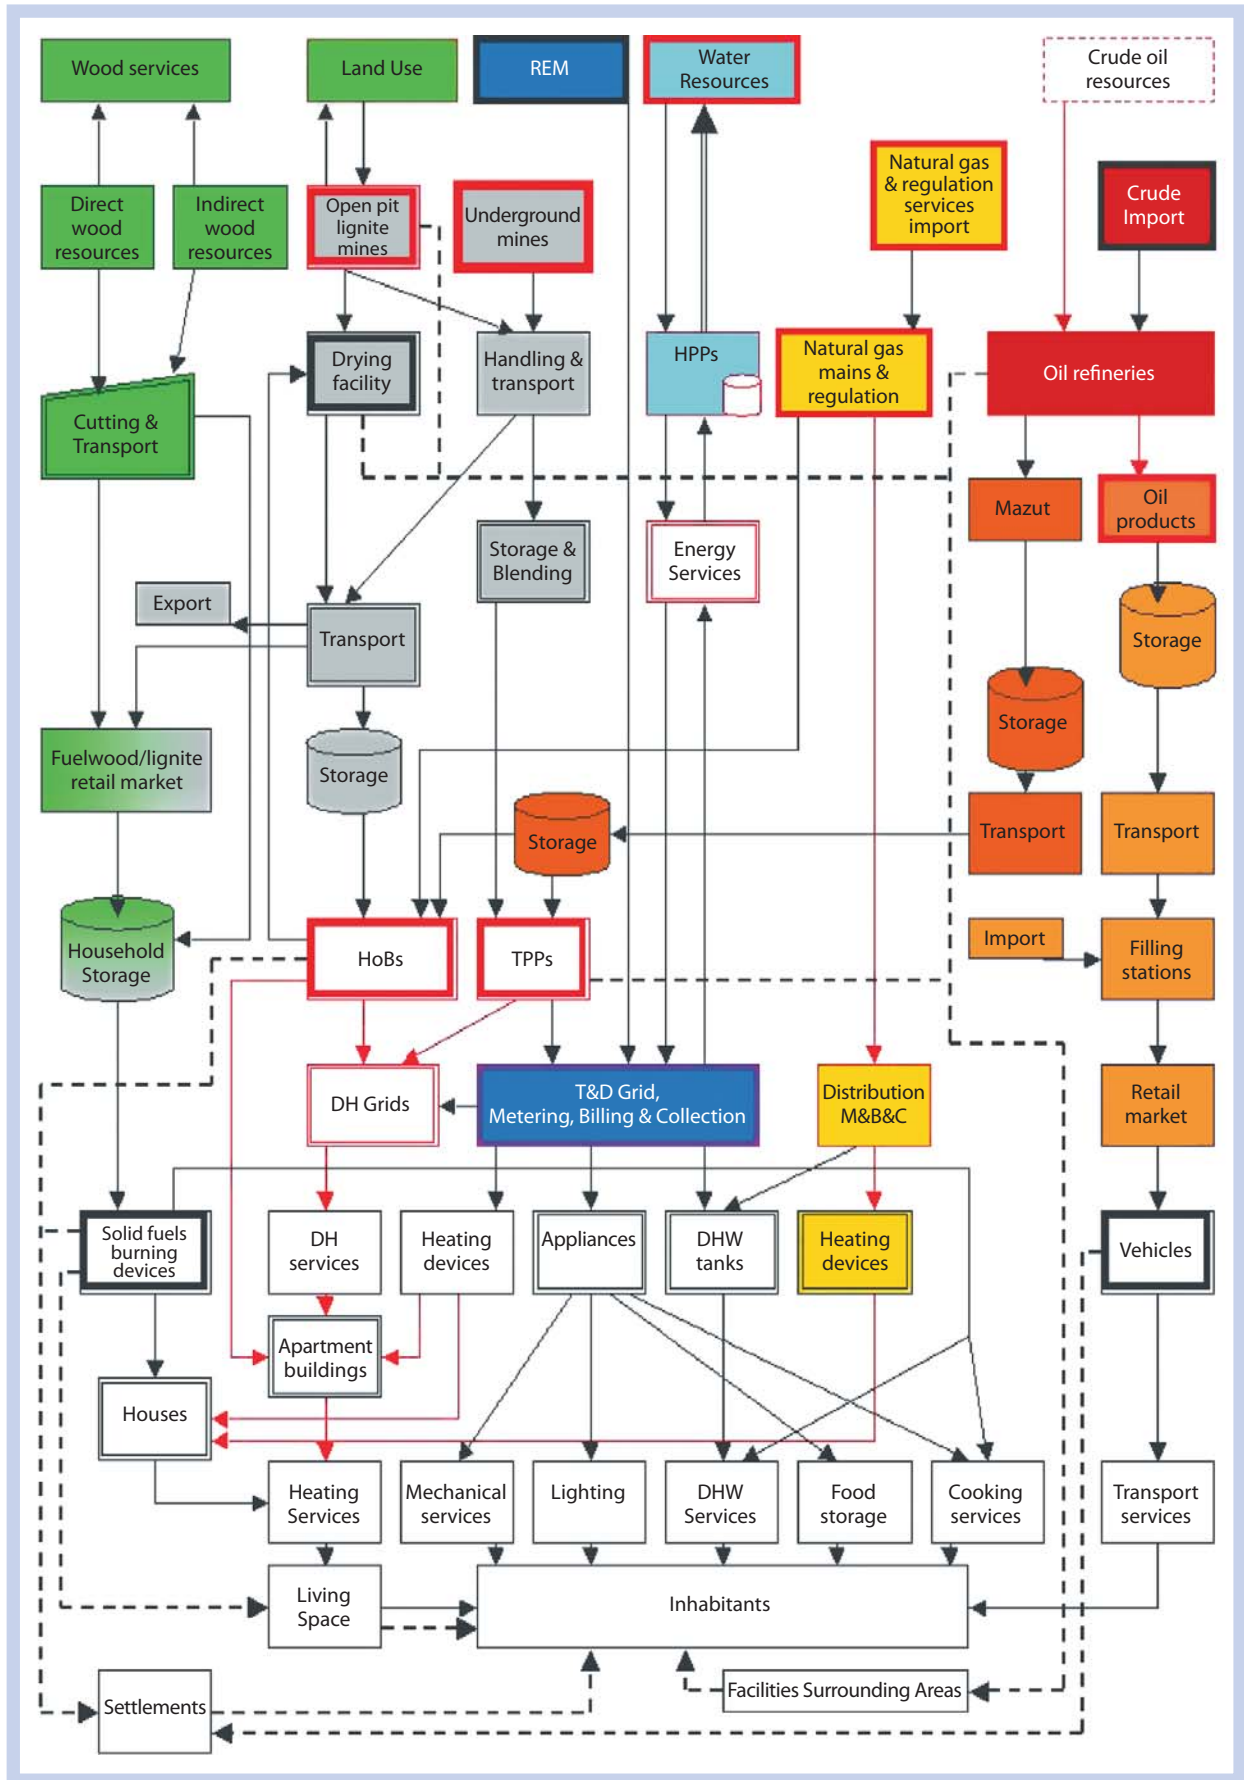 Wood services
Land Use
REM
Water
Resources
Crude oil
resources
Natural gas
& regulation
services
import
Crude
Import
Direct
wood
resources
Indirect
wood
resources
Open pit
lignite
mines
Underground
mines
Drying
facility
Handling &
transport
HPPs
Natural gas
mains &
regulation
Oil refineries
Cutting &
Transport
Mazut
Oil
products
Storage &
Blending
Energy
Services
Export
Transport
Storage
Storage
Fuelwood/lignite
retail market
Storage
Storage
Transport
Transport
Household
Storage
HoBs
TPPs
Import
Filling
stations
DH Grids
T&D Grid,
Metering, Billing & Collection
Distribution
M&B&C
Retail
market
Solid fuels
burning
devices
DH
services
Heating
devices
Appliances
DHW
tanks
Heating
devices
Vehicles
Apartment
buildings
Houses
Heating
Services
Mechanical
services
Lighting
DHW
Services
Food
storage
Cooking
services
Transport
services
Living
Space
Inhabitants
Settlements
Facilities Surrounding Areas